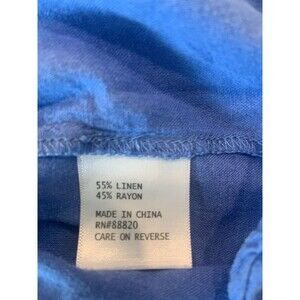 55% LINEN
45% RAYON
MADE IN CHINA
RN#88820
CARE ON REVERSE